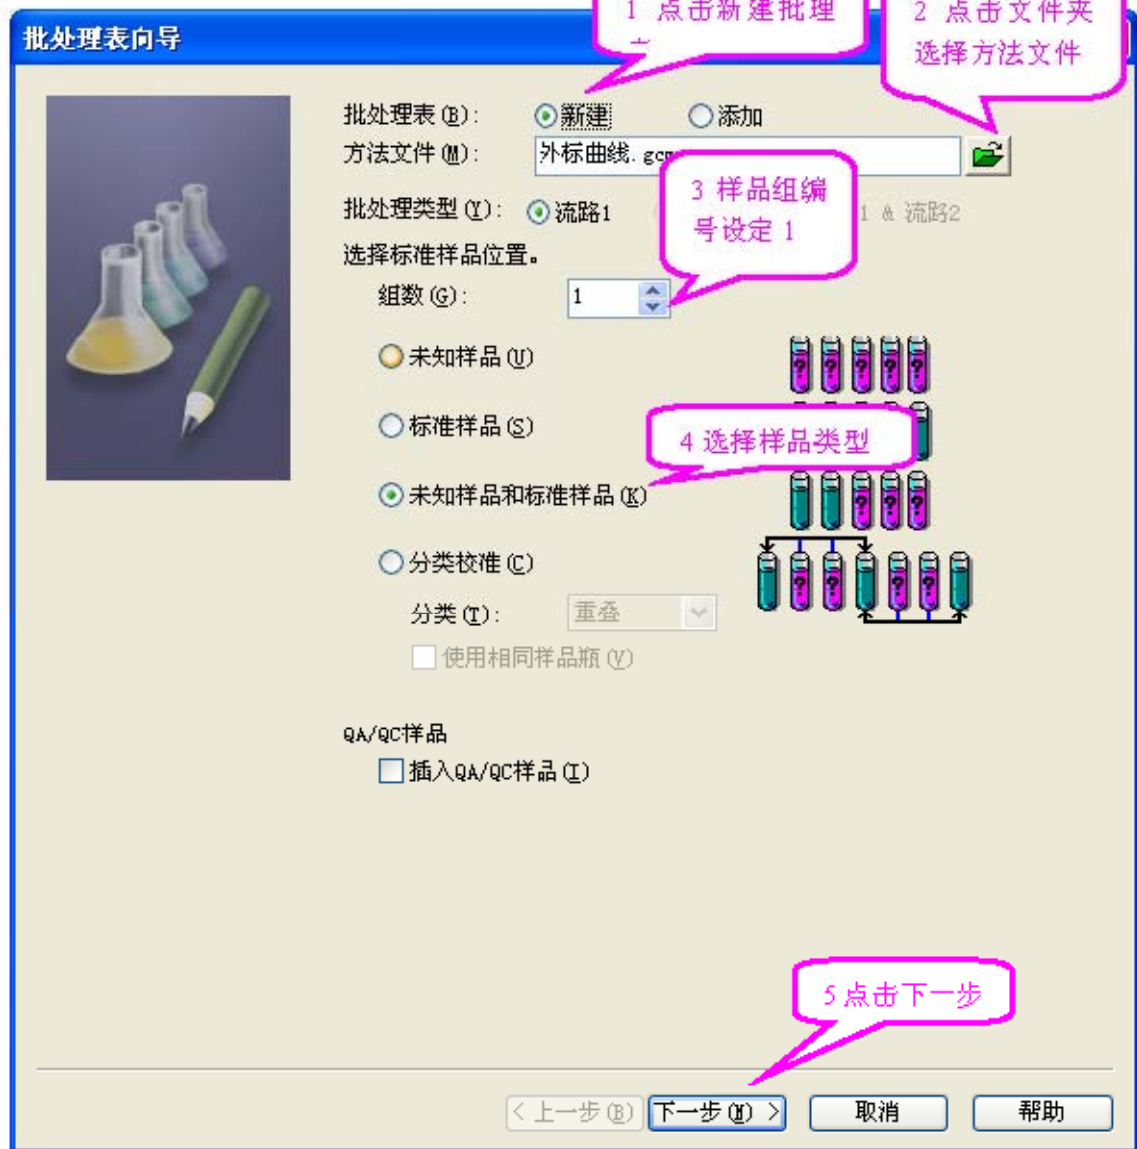 1 点击新建批理
2 点击文件夹
选择方法文件
批处理表向导
批处理表(B):
新建
添加
方法文件(M):
外标曲线.gcm
3 样品组编
号设定 1
批处理类型(Y):
流路1
1 & 流路2
选择标准样品位置。
组数(G):
1
未知样品(U)
标准样品(S)
4 选择样品类型
未知样品和标准样品(K)
分类校准(C)
分类(T):
重叠
使用相同样品瓶(V)
QA/QC样品
插入QA/QC样品(I)
5 点击下一步
< 上一步(B)
下一步(N) >
取消
帮助